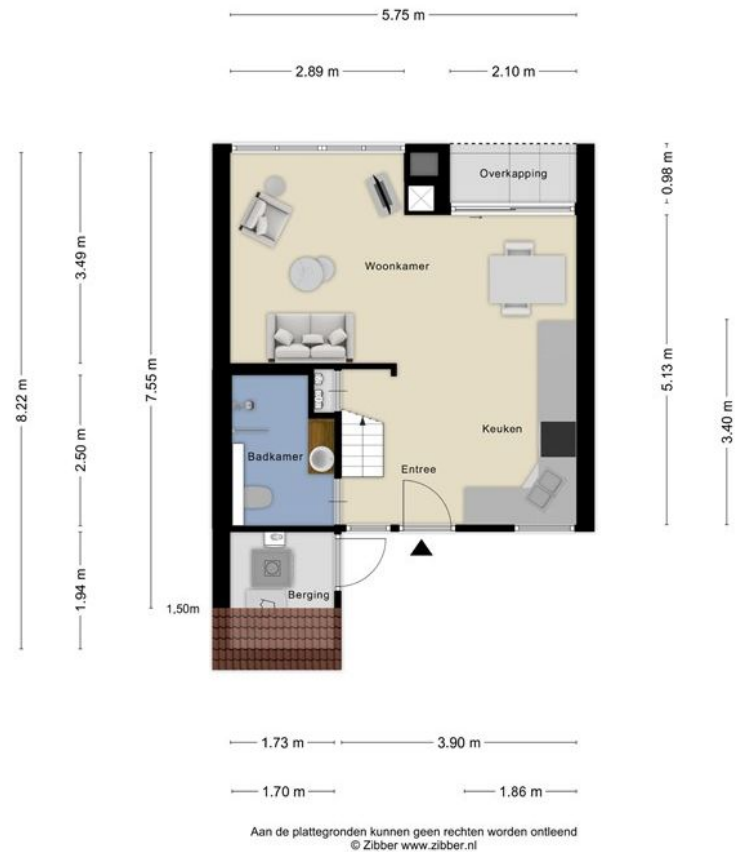 5.75 m
2.89 m
2.10 m
Overkapping
0.98 m
Woonkamer
3.49 m
7.55 m
8.22 m
5.13 m
3.40 m
2.50 m
Keuken
Badkamer
Entree
1.94 m
Berging
1,50m
1.73 m
3.90 m
1.70 m
1.86 m
Aan de plattegronden kunnen geen rechten worden ontleend
© Zibber www.zibber.nl